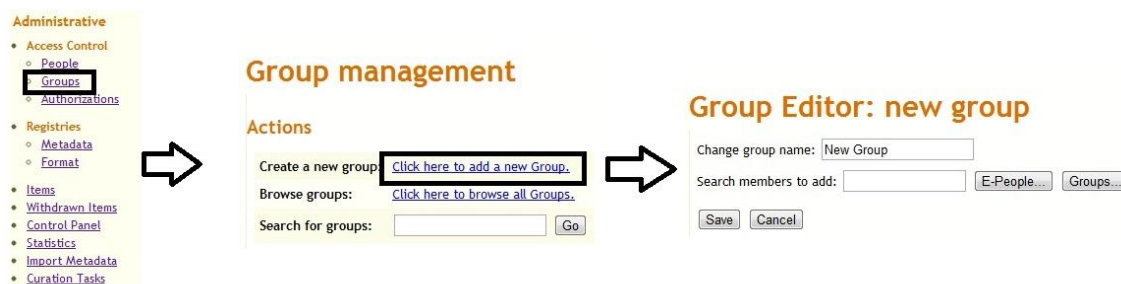 Administrative
Access Control
People
Groups
Authorizations
Registries
Metadata
Format
Items
Withdrawn Items
Control Panel
Statistics
Import Metadata
Curation Tasks
Group management
Actions
Create a new group: Click here to add a new Group.
Browse groups: Click here to browse all Groups.
Search for groups: Go
Group Editor: new group
Change group name: New Group
Search members to add: E-People... Groups...
Save Cancel